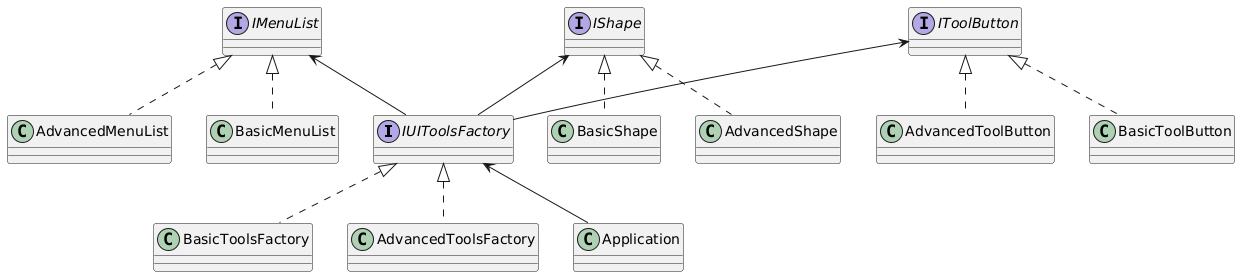 I IMenuList
I IShape
I IToolButton
C AdvancedMenuList
C BasicMenuList
I IUIToolsFactory
C BasicShape
C AdvancedShape
C AdvancedToolButton
C BasicToolButton
C BasicToolsFactory
C AdvancedToolsFactory
C Application